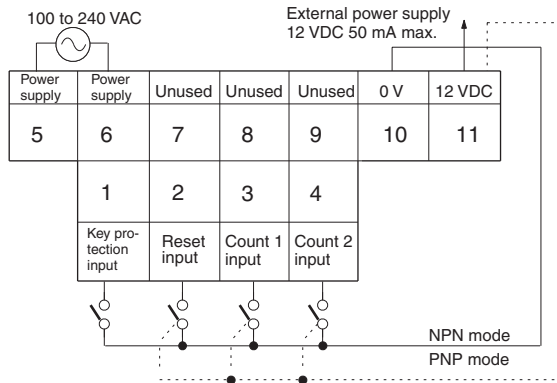 100 to 240 VAC
External power supply
12 VDC 50 mA max.
Power
supply
Power
supply
Unused
Unused
Unused
0 V
12 VDC
5
6
7
8
9
10
11
1
2
3
4
Key pro-
tection
input
Reset
input
Count 1
input
Count 2
input
NPN mode
PNP mode